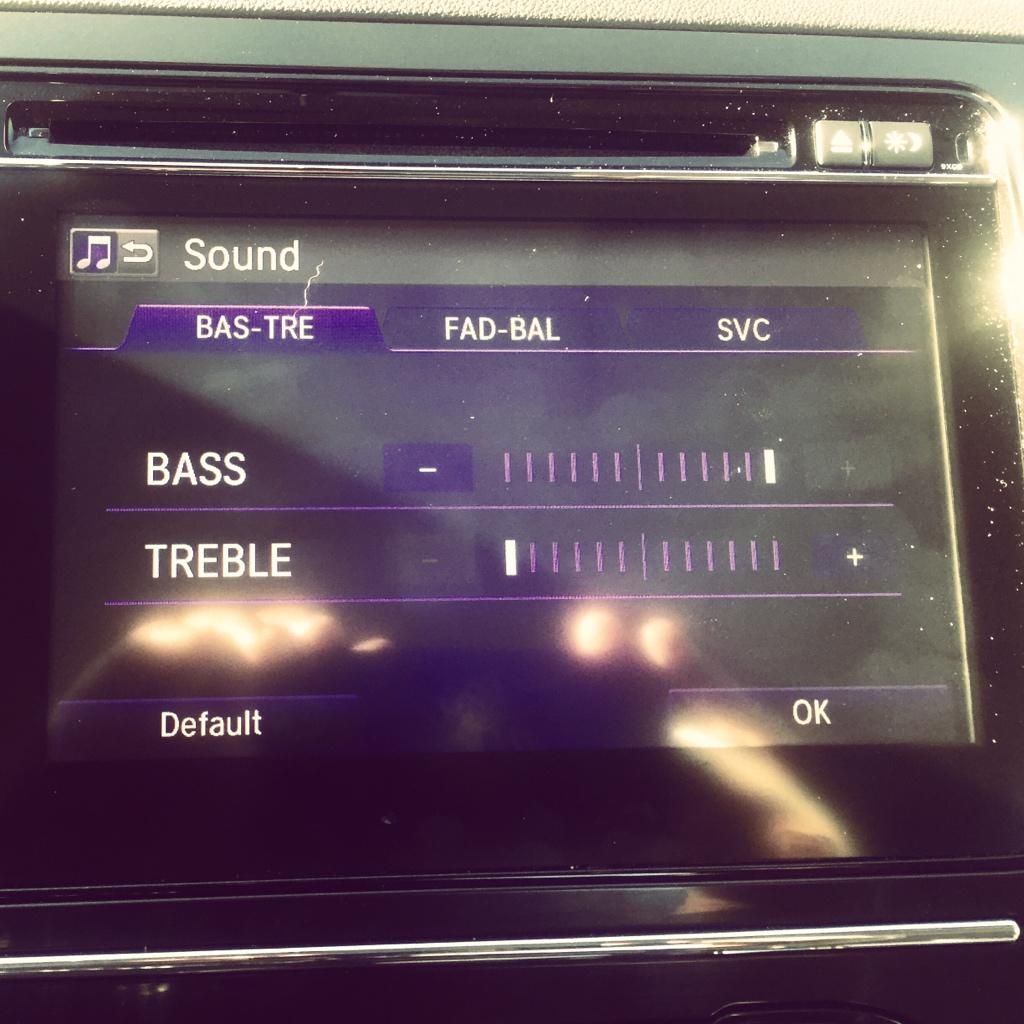 Sound
BAS-TRE FAD-BAL SVC
BASS - +
TREBLE - +
Default OK